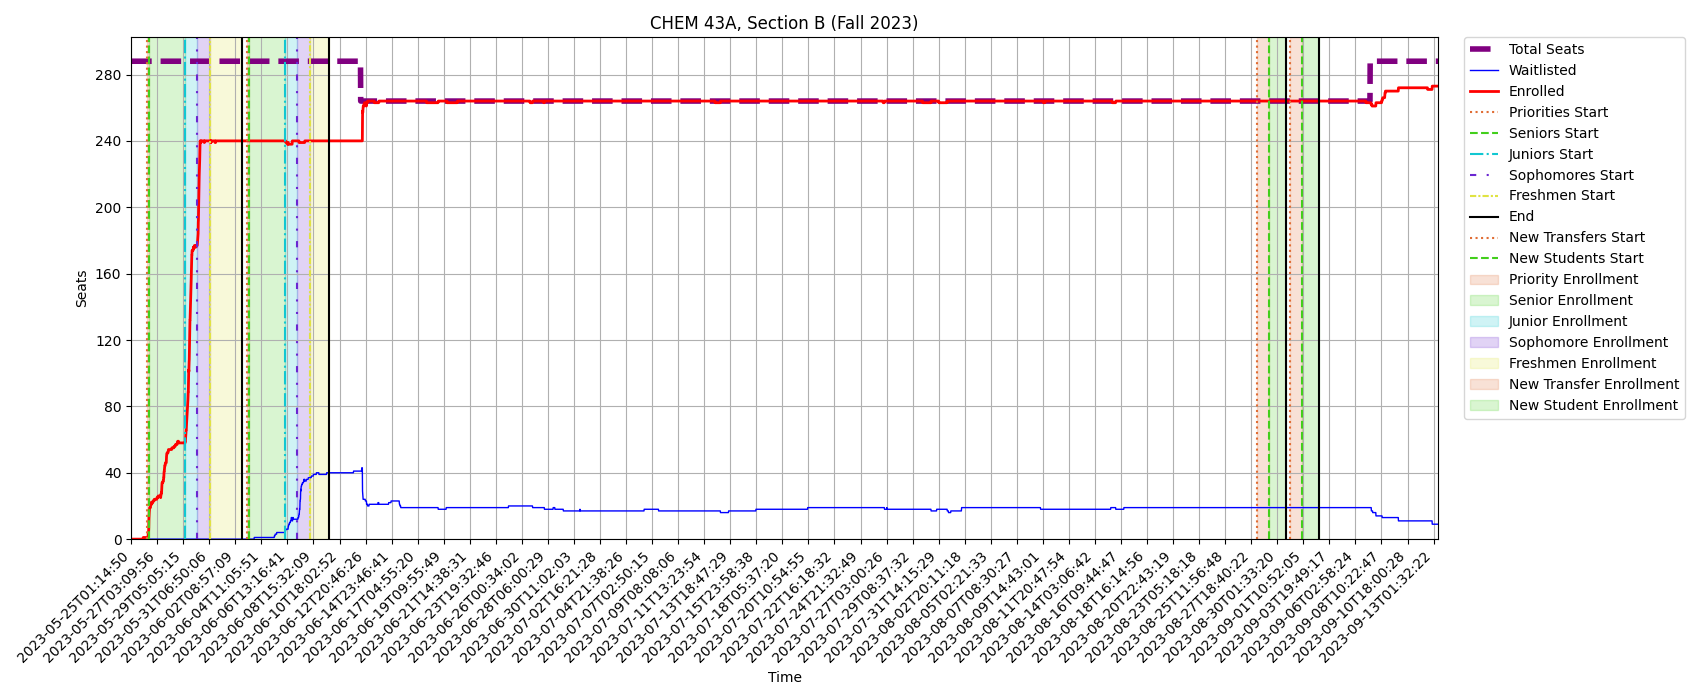 CHEM 43A, Section B (Fall 2023)
Seats
280
240
200
160
120
80
40
0
2023-05-25T01:14:50
2023-05-27T03:09:56
2023-05-29T05:05:15
2023-05-31T06:50:06
2023-06-02T08:57:09
2023-06-04T11:05:51
2023-06-06T13:16:41
2023-06-08T15:32:09
2023-06-10T18:02:52
2023-06-12T20:46:26
2023-06-14T23:46:41
2023-06-17T04:55:20
2023-06-19T09:55:49
2023-06-21T14:38:31
2023-06-23T19:32:46
2023-06-26T00:34:02
2023-06-28T06:00:29
2023-06-30T11:02:03
2023-07-02T16:21:28
2023-07-04T21:38:26
2023-07-07T02:50:15
2023-07-09T08:08:06
2023-07-11T13:23:54
2023-07-13T18:47:29
2023-07-15T23:58:38
2023-07-18T05:37:20
2023-07-20T10:54:55
2023-07-22T16:18:32
2023-07-24T21:32:49
2023-07-27T03:00:26
2023-07-29T08:37:32
2023-07-31T14:15:29
2023-08-02T20:11:18
2023-08-05T02:21:33
2023-08-07T08:30:27
2023-08-09T14:43:01
2023-08-11T20:47:54
2023-08-14T03:06:42
2023-08-16T09:44:47
2023-08-18T16:14:56
2023-08-20T22:43:19
2023-08-23T05:18:18
2023-08-25T11:56:48
2023-08-27T18:40:22
2023-08-30T01:33:20
2023-09-01T10:52:05
2023-09-03T19:49:17
2023-09-06T02:58:24
2023-09-08T10:22:47
2023-09-10T18:00:28
2023-09-13T01:32:22
Time
Total Seats
Waitlisted
Enrolled
Priorities Start
Seniors Start
Juniors Start
Sophomores Start
Freshmen Start
End
New Transfers Start
New Students Start
Priority Enrollment
Senior Enrollment
Junior Enrollment
Sophomore Enrollment
Freshmen Enrollment
New Transfer Enrollment
New Student Enrollment